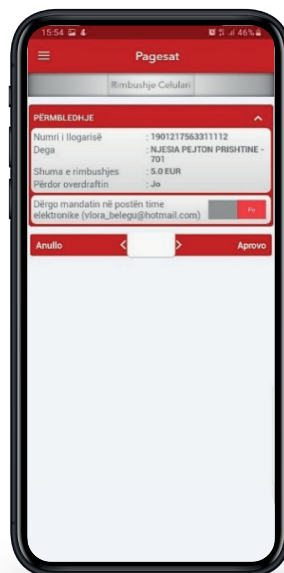 15:54 46%
Pagesat
Rimbushje Celulari
PËRMBLEDHJE
Numri i llogarisë : 1901217563311112
Dega : NJESIA PEJTON PRISHTINE -
701
Shuma e rimbushjes : 5.0 EUR
Përdor overdraftin : Jo
Dërgo mandatin në postën time
elektronike (vlora_belegu@hotmail.com) Po
Anullo < > Aprovo